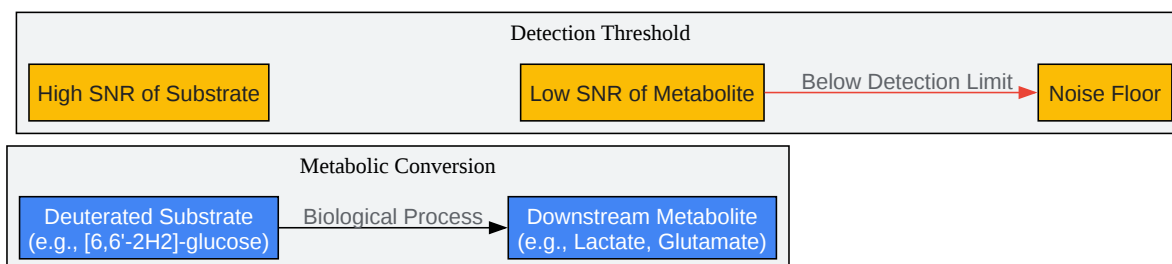 Detection Threshold
High SNR of Substrate
Low SNR of Metabolite
Below Detection Limit
Noise Floor
Metabolic Conversion
Deuterated Substrate
(e.g., [6,6'-2H2]-glucose)
Biological Process
Downstream Metabolite
(e.g., Lactate, Glutamate)